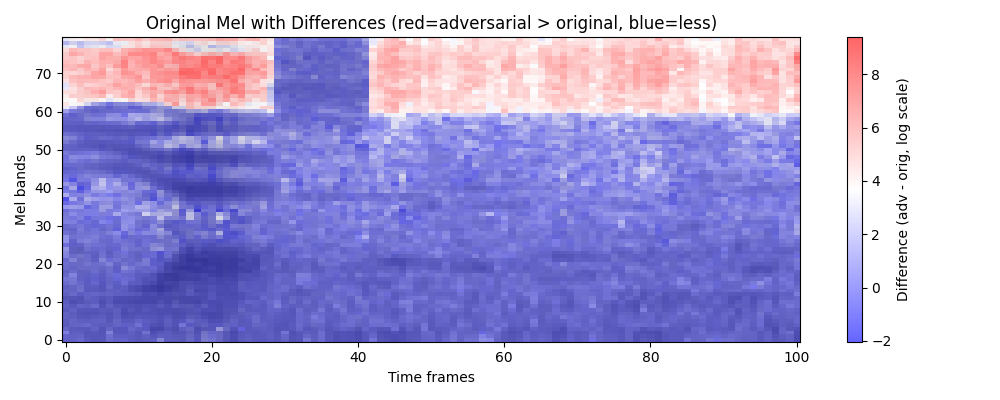 Original Mel with Differences (red=adversarial > original, blue=less)
Mel bands
70
60
50
40
30
20
10
0
0 20 40 60 80 100
Time frames
8
6
4
2
0
−2
Difference (adv - orig, log scale)